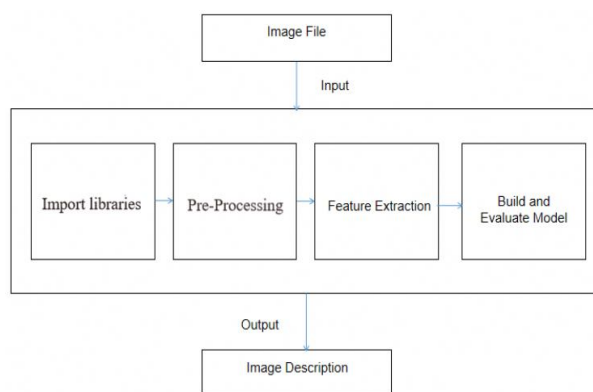 Image File
Input
Import libraries
Pre-Processing
Feature Extraction
Build and
Evaluate Model
Output
Image Description